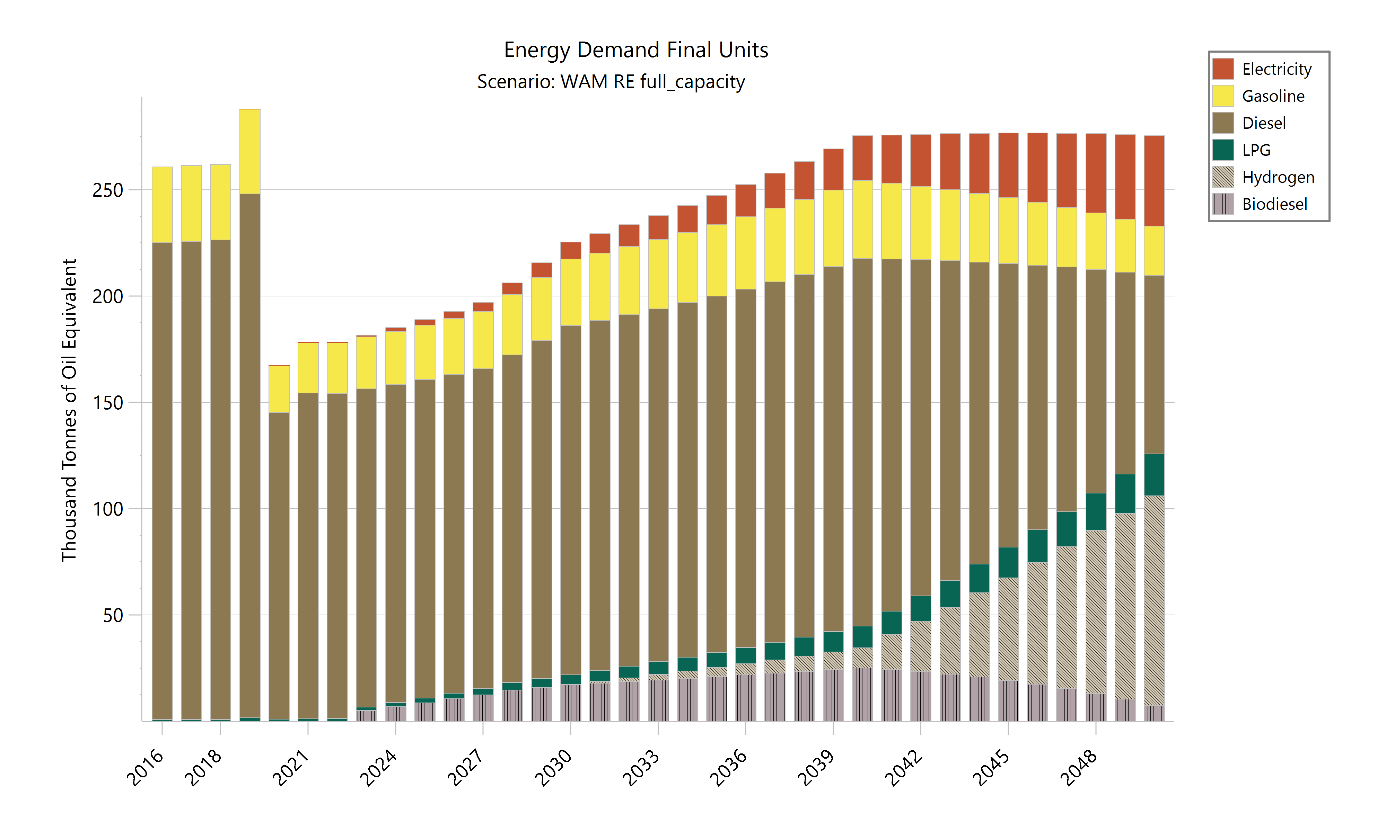 Energy Demand Final Units
Scenario: WAM RE full_capacity
Electricity
Gasoline
Diesel
LPG
Hydrogen
Biodiesel
Thousand Tonnes of Oil Equivalent
250
200
150
100
50
2016
2018
2021
2024
2027
2030
2033
2036
2039
2042
2045
2048